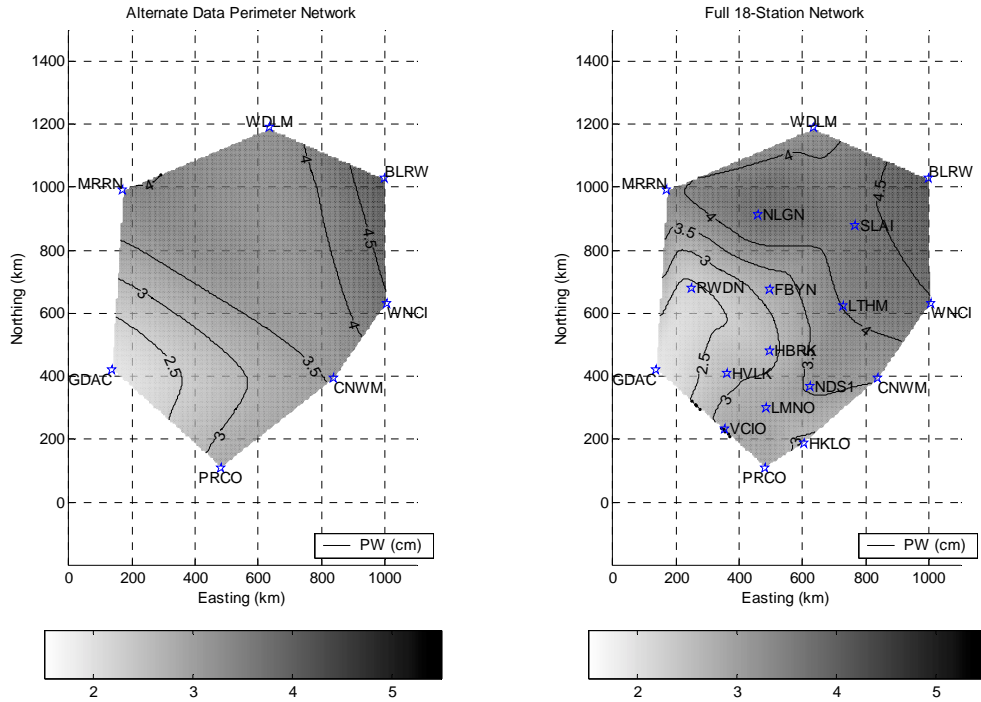 Alternate Data Perimeter Network
1400
1200
1000
800
600
400
200
0
Northing (km)
WDLM
BLRW
MRRN
WNCI
GDAC
CNWM
PRCO
4
4
4.5
4
3
3.5
2.5
3
PW (cm)
0 200 400 600 800 1000
Easting (km)
2 3 4 5
Full 18-Station Network
1400
1200
1000
800
600
400
200
0
Northing (km)
WDLM
BLRW
MRRN
NLGN
SLAI
RWDN
FBYN
LTHM
WNCI
HBRK
GDAC
HVLK
NDS1
CNWM
LMNO
VCIO
HKLO
PRCO
4
4.5
4
3.5
3
4
3.5
2.5
3
3
PW (cm)
0 200 400 600 800 1000
Easting (km)
2 3 4 5